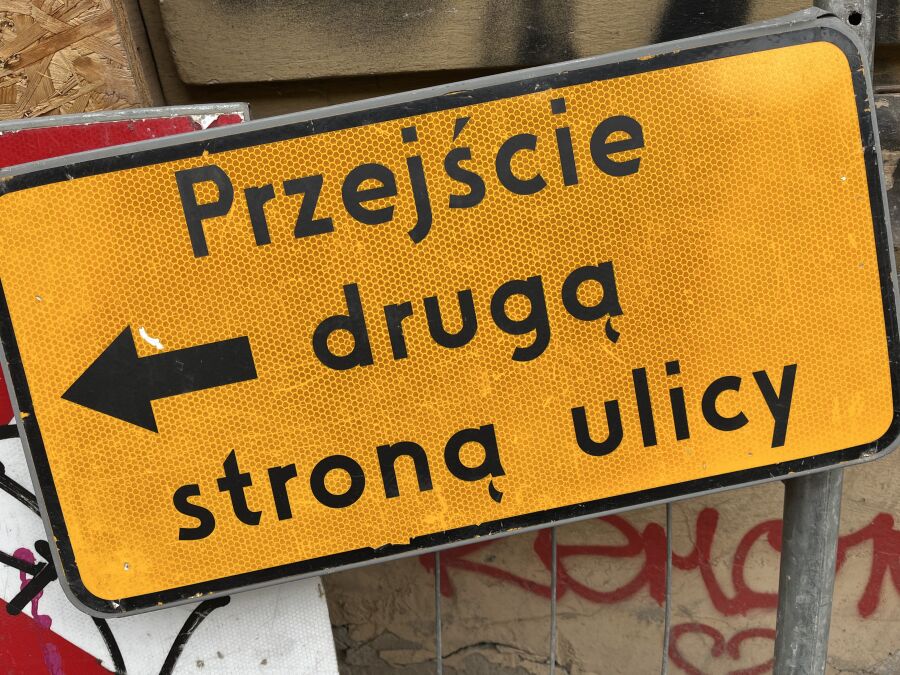 Przejście
drugą
stroną ulicy